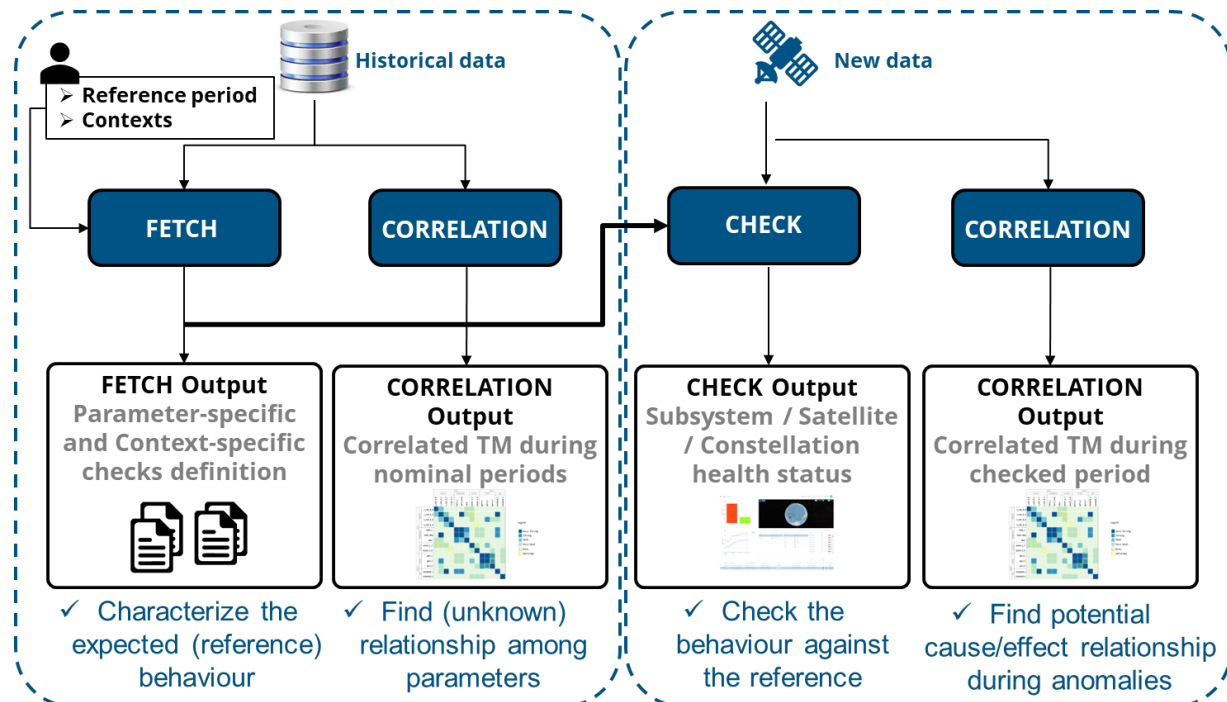 Historical data
➢ Reference period
➢ Contexts
FETCH
CORRELATION
FETCH Output
Parameter-specific
and Context-specific
checks definition
CORRELATION
Output
Correlated TM during
nominal periods
✓ Characterize the
expected (reference)
behaviour
✓ Find (unknown)
relationship among
parameters
New data
CHECK
CORRELATION
CHECK Output
Subsystem / Satellite
/ Constellation
health status
CORRELATION
Output
Correlated TM during
checked period
✓ Check the
behaviour against
the reference
✓ Find potential
cause/effect relationship
during anomalies